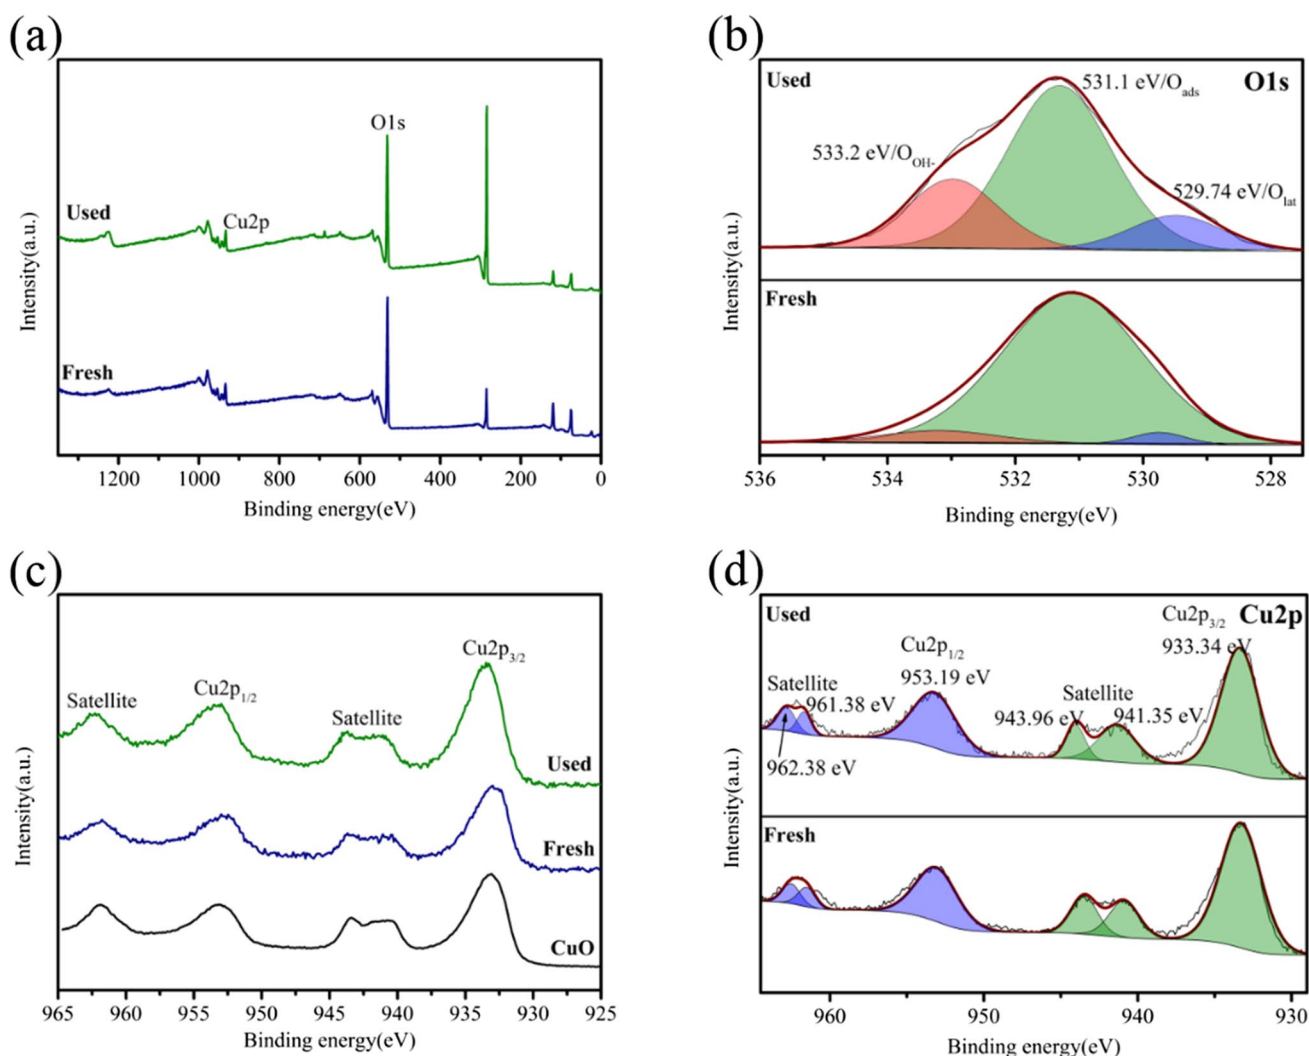 (a)
O1s
Used
Cu2p
Fresh
Intensity(a.u.)
1200 1000 800 600 400 200 0
Binding energy(eV)
(b)
Used
O1s
531.1 eV/Oads
533.2 eV/OOH-
529.74 eV/Olat
Fresh
Intensity(a.u.)
536 534 532 530 528
Binding energy(eV)
(c)
Cu2p3/2
Satellite
Cu2p1/2
Satellite
Used
Fresh
CuO
Intensity(a.u.)
965 960 955 950 945 940 935 930 925
Binding energy(eV)
(d)
Used
Cu2p3/2
Cu2p
933.34 eV
Cu2p1/2
953.19 eV
Satellite
961.38 eV
Satellite
943.96 eV
941.35 eV
962.38 eV
Fresh
Intensity(a.u.)
960 950 940 930
Binding energy(eV)